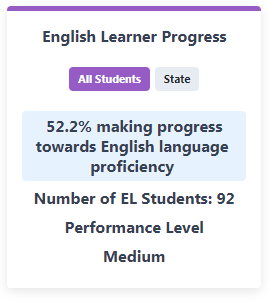 English Learner Progress
All Students State
52.2% making progress
towards English language
proficiency
Number of EL Students: 92
Performance Level
Medium